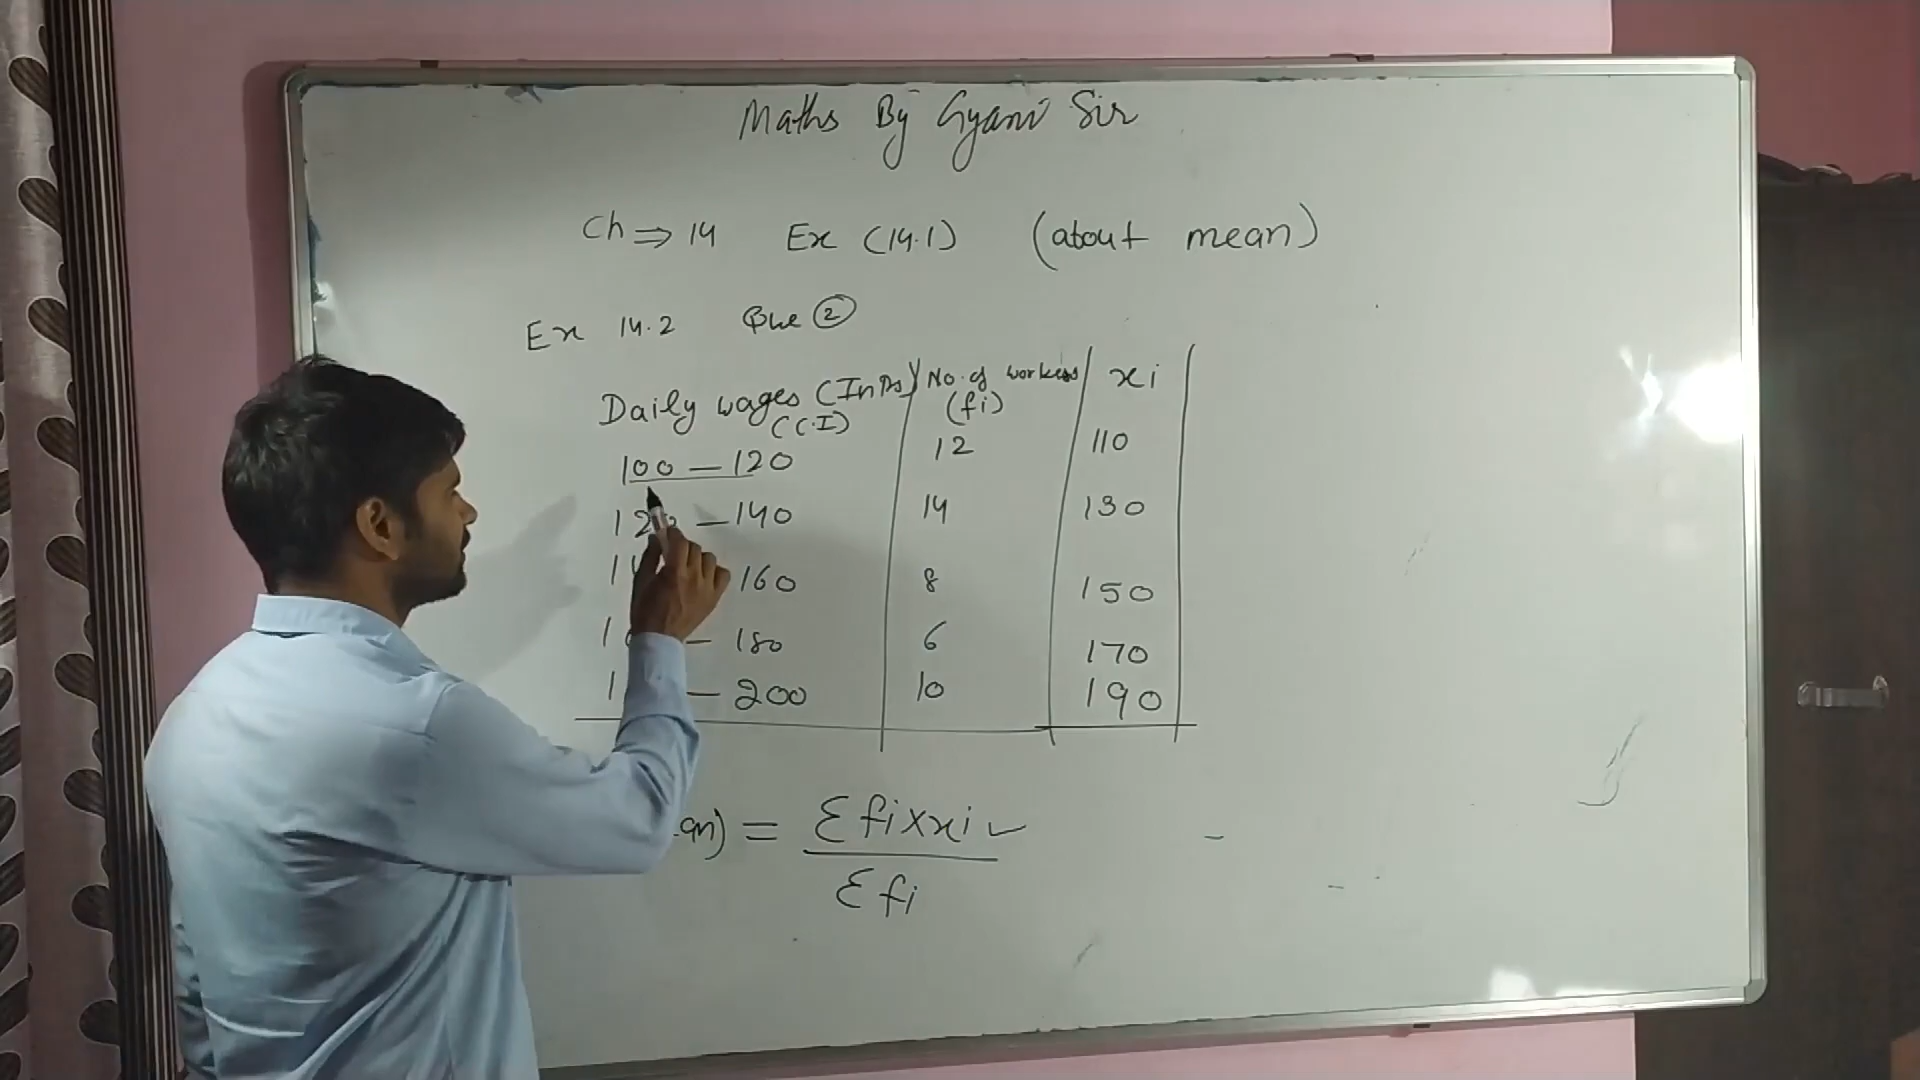 Maths By Gyani Sir
Ch ⇒ 14 Ex (14.1) (about mean)
Ex 14.2 Que ②
Daily wages (In Rs) No. of workers xi
(C.I) (fi)
100 — 120 12 110
120 — 140 14 130
160 8 150
— 180 6 170
— 200 10 190
an) = Σfi×xi ✓
Σfi